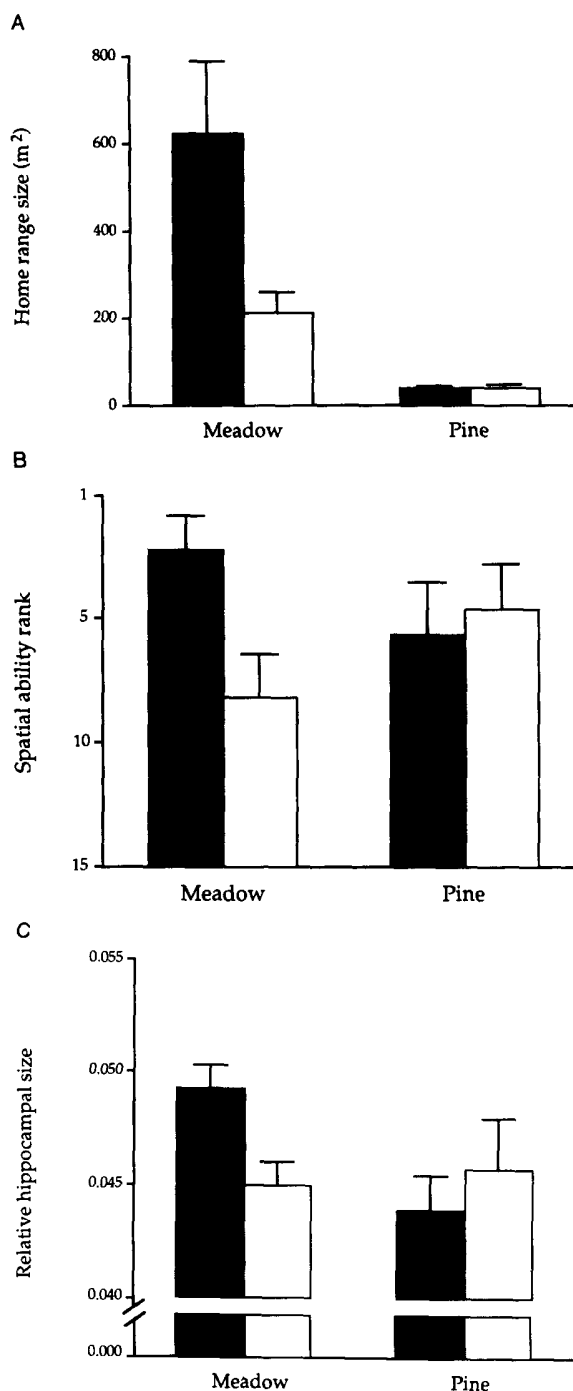 A
Home range size (m²)
800
600
400
200
0
Meadow Pine
B
Spatial ability rank
1
5
10
15
Meadow Pine
C
Relative hippocampal size
0.055
0.050
0.045
0.040
0.000
Meadow Pine